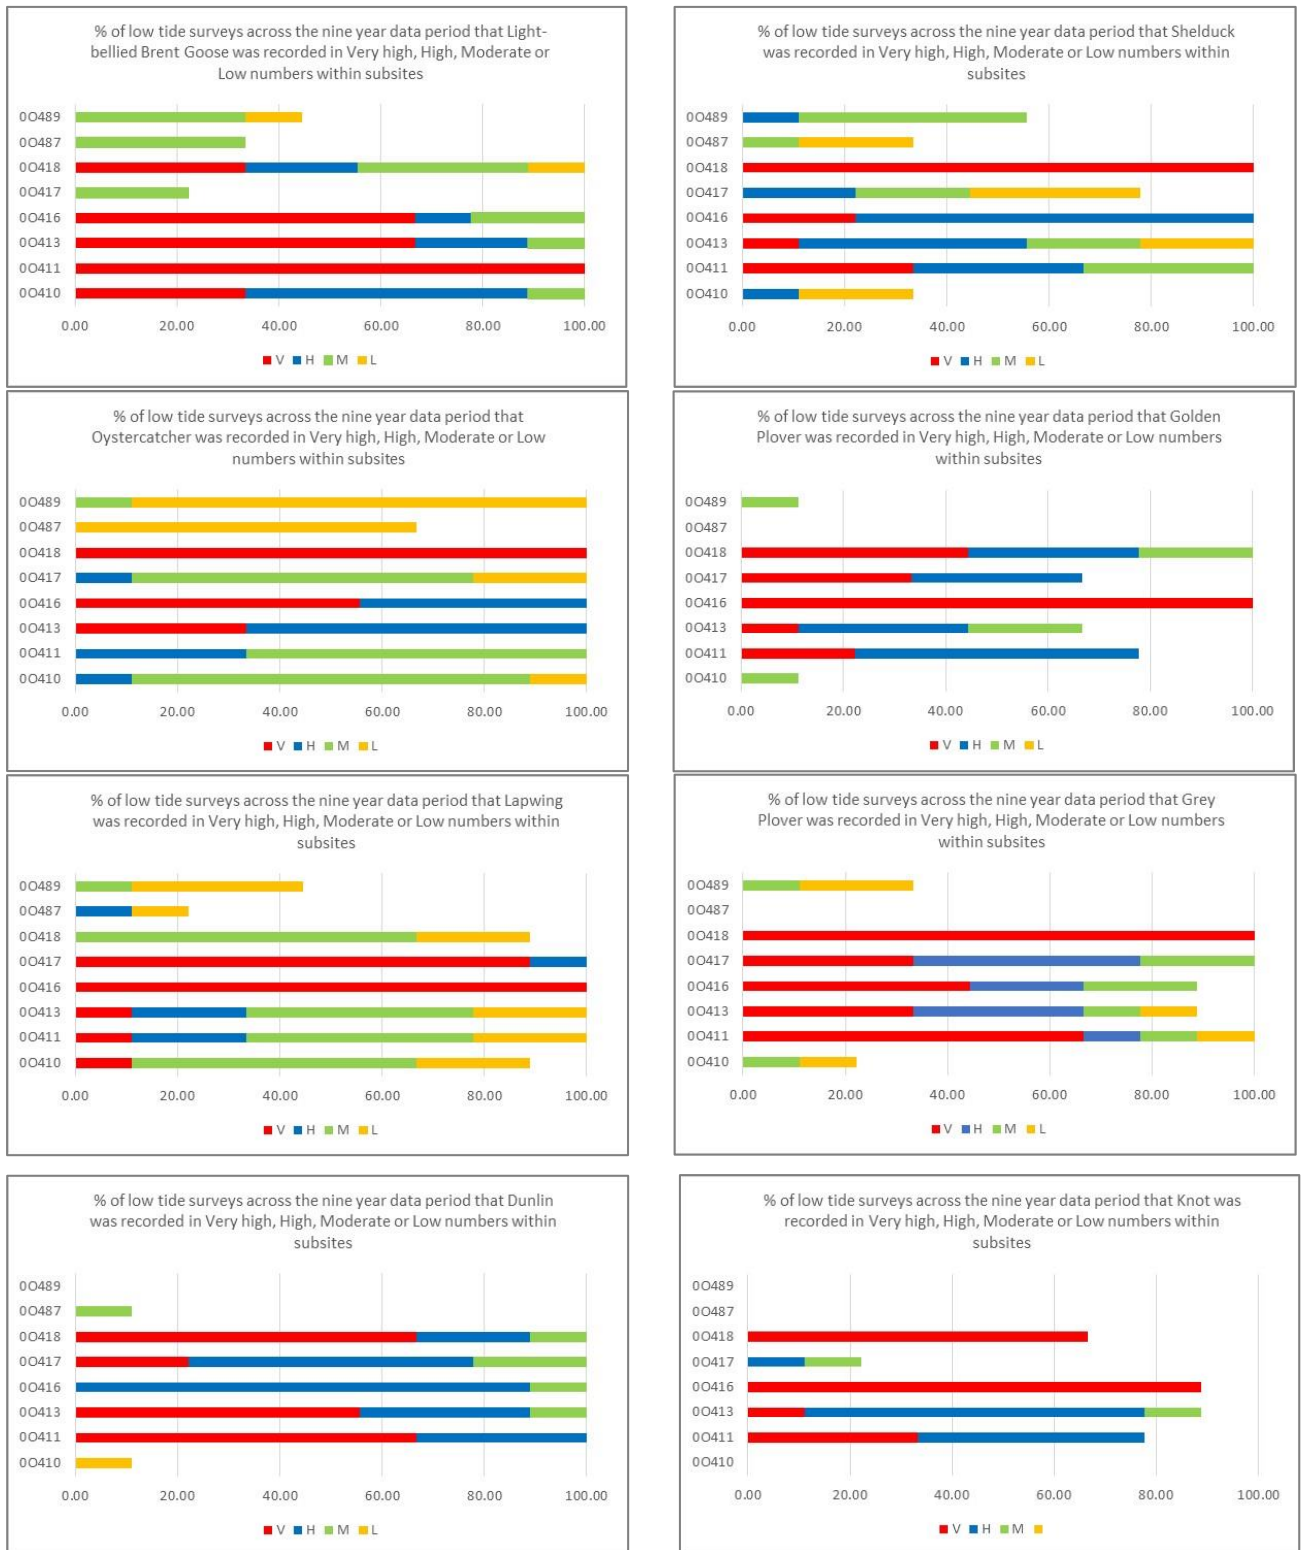 % of low tide surveys across the nine year data period that Light-
bellied Brent Goose was recorded in Very high, High, Moderate or
Low numbers within subsites
0O489
0O487
0O418
0O417
0O416
0O413
0O411
0O410
0.00 20.00 40.00 60.00 80.00 100.00
V H M L
% of low tide surveys across the nine year data period that Shelduck
was recorded in Very high, High, Moderate or Low numbers within
subsites
0O489
0O487
0O418
0O417
0O416
0O413
0O411
0O410
0.00 20.00 40.00 60.00 80.00 100.00
V H M L
% of low tide surveys across the nine year data period that
Oystercatcher was recorded in Very high, High, Moderate or Low
numbers within subsites
0O489
0O487
0O418
0O417
0O416
0O413
0O411
0O410
0.00 20.00 40.00 60.00 80.00 100.00
V H M L
% of low tide surveys across the nine year data period that Golden
Plover was recorded in Very high, High, Moderate or Low numbers
within subsites
0O489
0O487
0O418
0O417
0O416
0O413
0O411
0O410
0.00 20.00 40.00 60.00 80.00 100.00
V H M L
% of low tide surveys across the nine year data period that Lapwing
was recorded in Very high, High, Moderate or Low numbers within
subsites
0O489
0O487
0O418
0O417
0O416
0O413
0O411
0O410
0.00 20.00 40.00 60.00 80.00 100.00
V H M L
% of low tide surveys across the nine year data period that Grey
Plover was recorded in Very high, High, Moderate or Low numbers
within subsites
0O489
0O487
0O418
0O417
0O416
0O413
0O411
0O410
0.00 20.00 40.00 60.00 80.00 100.00
V H M L
% of low tide surveys across the nine year data period that Dunlin
was recorded in Very high, High, Moderate or Low numbers within
subsites
0O489
0O487
0O418
0O417
0O416
0O413
0O411
0O410
0.00 20.00 40.00 60.00 80.00 100.00
V H M L
% of low tide surveys across the nine year data period that Knot was
recorded in Very high, High, Moderate or Low numbers within
subsites
0O489
0O487
0O418
0O417
0O416
0O413
0O411
0O410
0.00 20.00 40.00 60.00 80.00 100.00
V H M